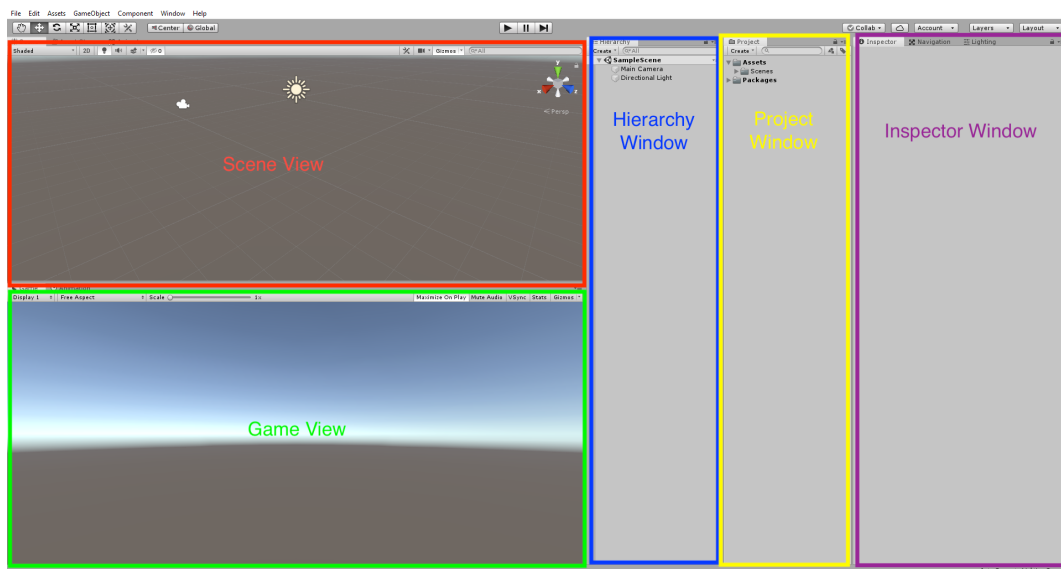 File Edit Assets GameObject Component Window Help
Center Global
Collab Account Layers Layout
Shaded 2D 0 Gizmos All
y
x z
Persp
Scene View
Display 1 Free Aspect Scale 1x Maximize On Play Mute Audio VSync Stats Gizmos
Game View
Hierarchy
Create All
SampleScene
Main Camera
Directional Light
Hierarchy
Window
Project
Create
Assets
Scenes
Packages
Project
Window
Inspector Navigation Lighting
Inspector Window